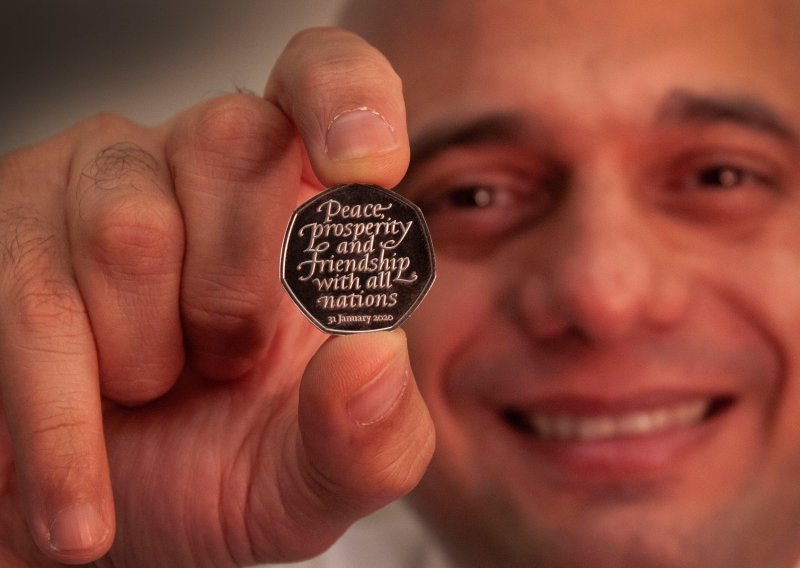 Peace,
prosperity
and
friendship
with all
nations
31 January 2020